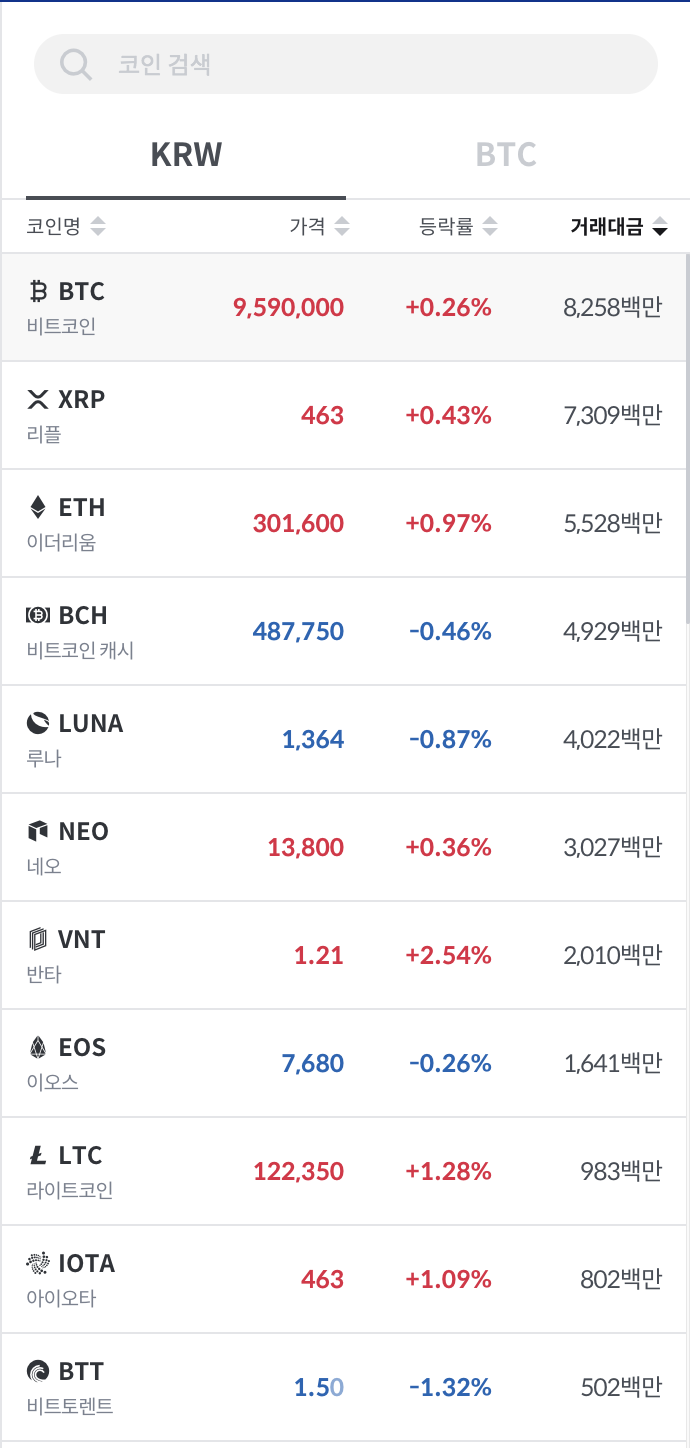 코인 검색
KRW BTC
코인명 가격 등락률 거래대금
BTC 9,590,000 +0.26% 8,258백만
비트코인
XRP 463 +0.43% 7,309백만
리플
ETH 301,600 +0.97% 5,528백만
이더리움
BCH 487,750 -0.46% 4,929백만
비트코인 캐시
LUNA 1,364 -0.87% 4,022백만
루나
NEO 13,800 +0.36% 3,027백만
네오
VNT 1.21 +2.54% 2,010백만
반타
EOS 7,680 -0.26% 1,641백만
이오스
LTC 122,350 +1.28% 983백만
라이트코인
IOTA 463 +1.09% 802백만
아이오타
BTT 1.50 -1.32% 502백만
비트토렌트